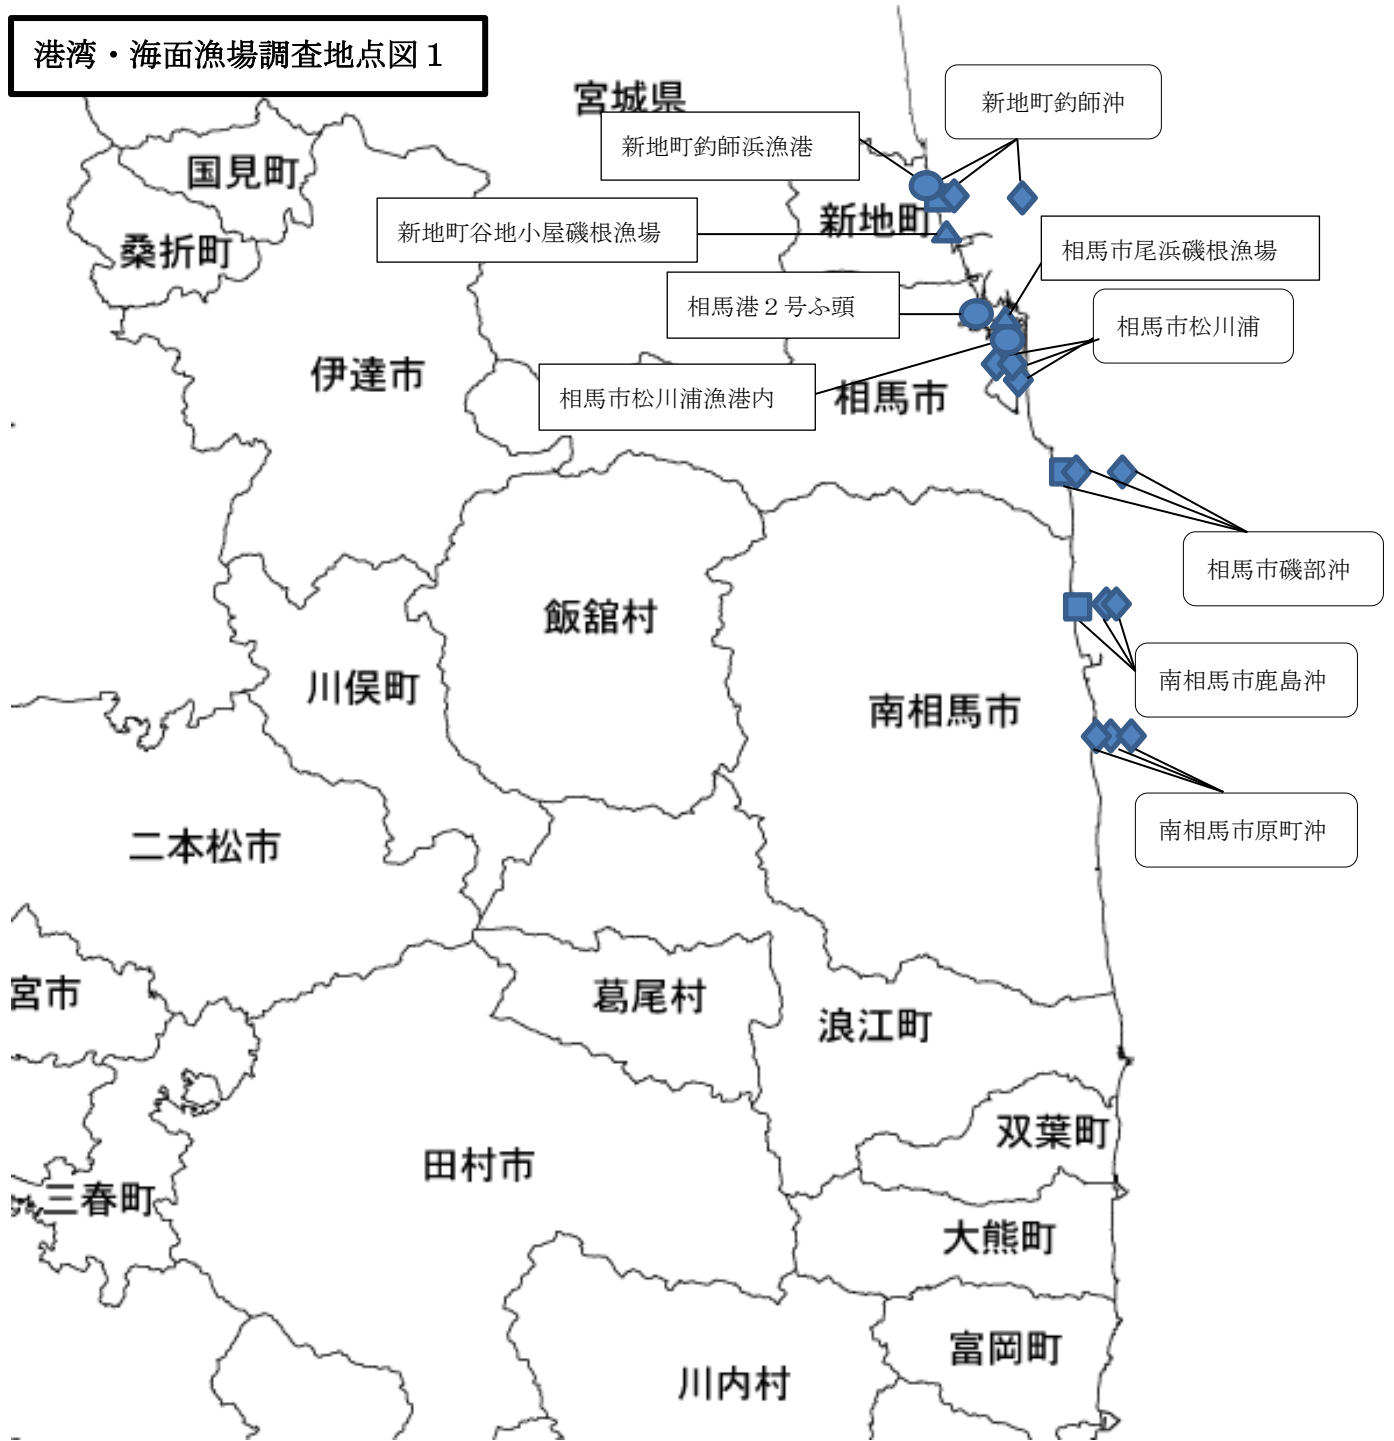 港湾・海面漁場調査地点図1
宮城県
新地町釣師沖
新地町釣師浜漁港
国見町
新地町
新地町谷地小屋磯根漁場
桑折町
相馬市尾浜磯根漁場
相馬港2号ふ頭
相馬市松川浦
伊達市
相馬市松川浦漁港内
相馬市
相馬市磯部沖
飯舘村
川俣町
南相馬市鹿島沖
南相馬市
南相馬市原町沖
二本松市
宮市
葛尾村
浪江町
双葉町
田村市
三春町
大熊町
富岡町
川内村